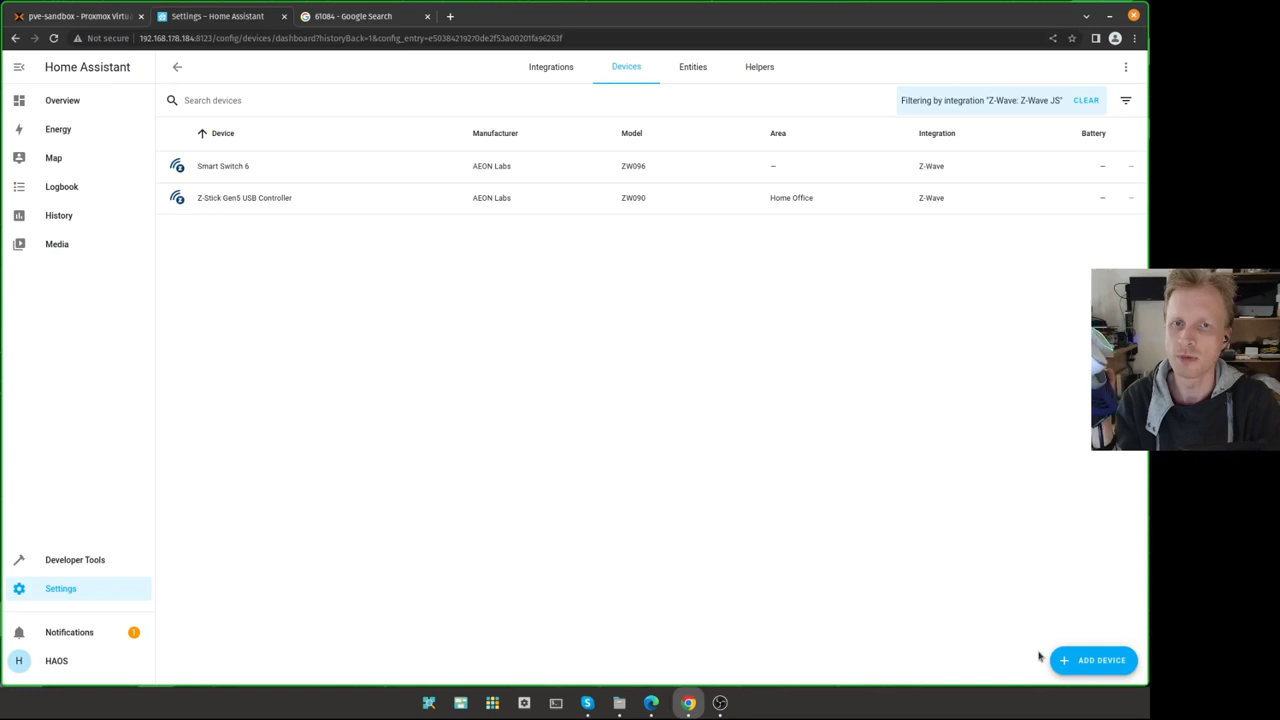 pve-sandbox - Proxmox Virtu
Settings – Home Assistant
61084 - Google Search
Not secure
192.168.178.184:8123/config/devices/dashboard?historyBack=1&config_entry=e50384219270de2f53a00201fa96263f
Home Assistant
Integrations
Devices
Entities
Helpers
Overview
Search devices
Filtering by integration "Z-Wave: Z-Wave JS"
CLEAR
Energy
Device
Manufacturer
Model
Area
Integration
Battery
Map
Smart Switch 6
AEON Labs
ZW096
—
Z-Wave
—
Logbook
Z-Stick Gen5 USB Controller
AEON Labs
ZW090
Home Office
Z-Wave
—
History
Media
Developer Tools
Settings
Notifications
1
H
HAOS
ADD DEVICE